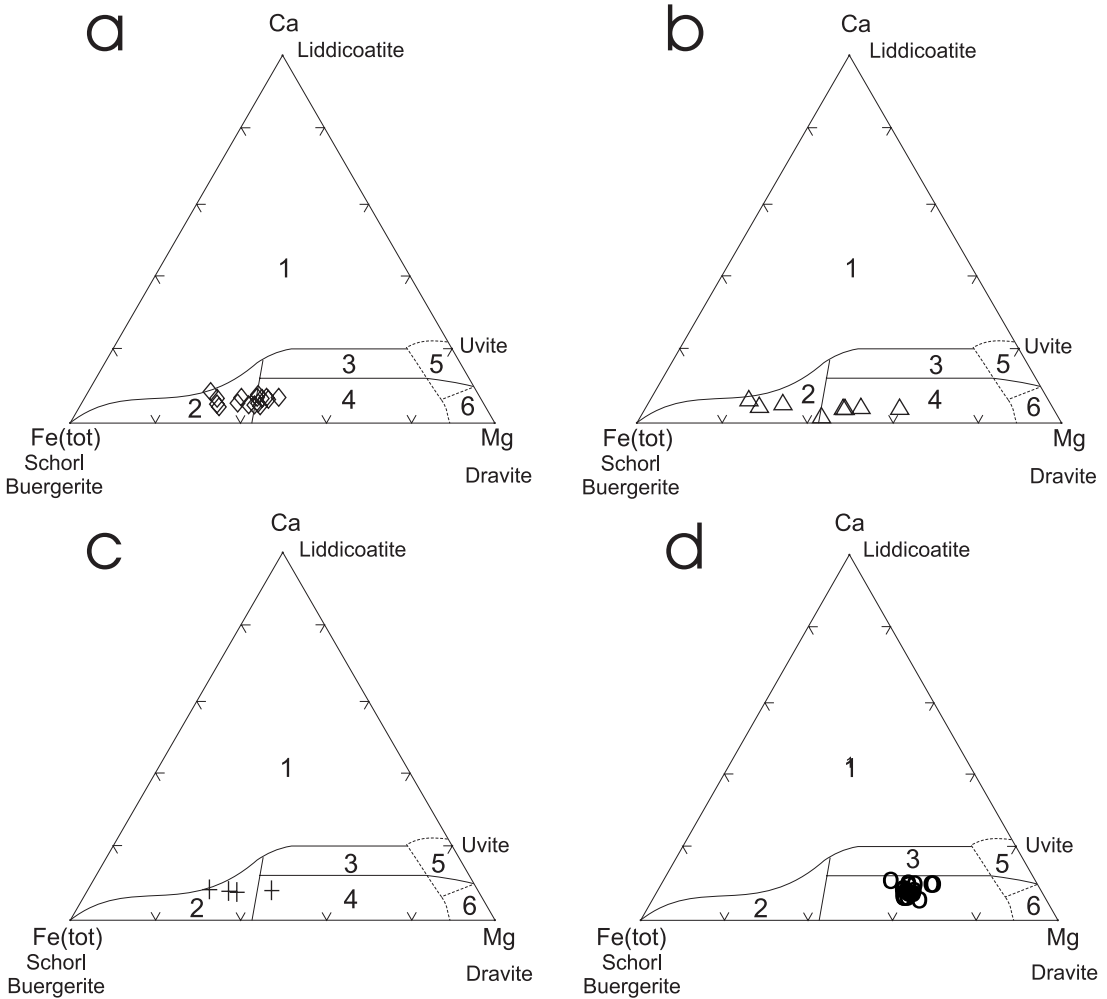 a
Ca
Liddicoatite
1
Uvite
3
5
2
4
6
Fe(tot)
Mg
Schorl
Buergerite
Dravite
b
Ca
Liddicoatite
1
Uvite
3
5
2
4
6
Fe(tot)
Mg
Schorl
Buergerite
Dravite
c
Ca
Liddicoatite
1
Uvite
3
5
2
4
6
Fe(tot)
Mg
Schorl
Buergerite
Dravite
d
Ca
Liddicoatite
1
Uvite
3
5
2
6
Fe(tot)
Mg
Schorl
Buergerite
Dravite